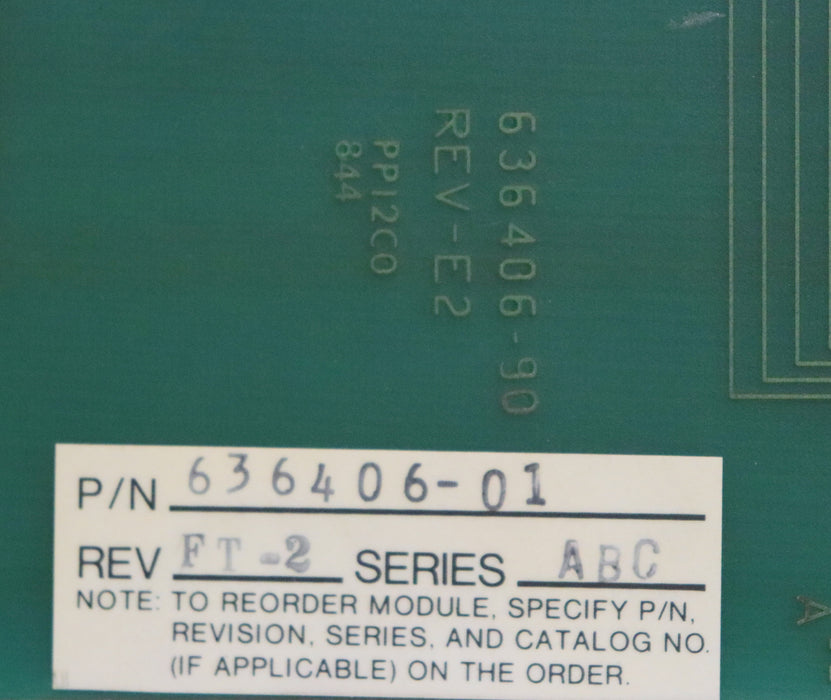 636406-90
REV-E2
PPI2CO
844
P/N 636406-01
REV FT-2 SERIES ABC
NOTE: TO REORDER MODULE, SPECIFY P/N,
REVISION, SERIES, AND CATALOG NO.
(IF APPLICABLE) ON THE ORDER.
A